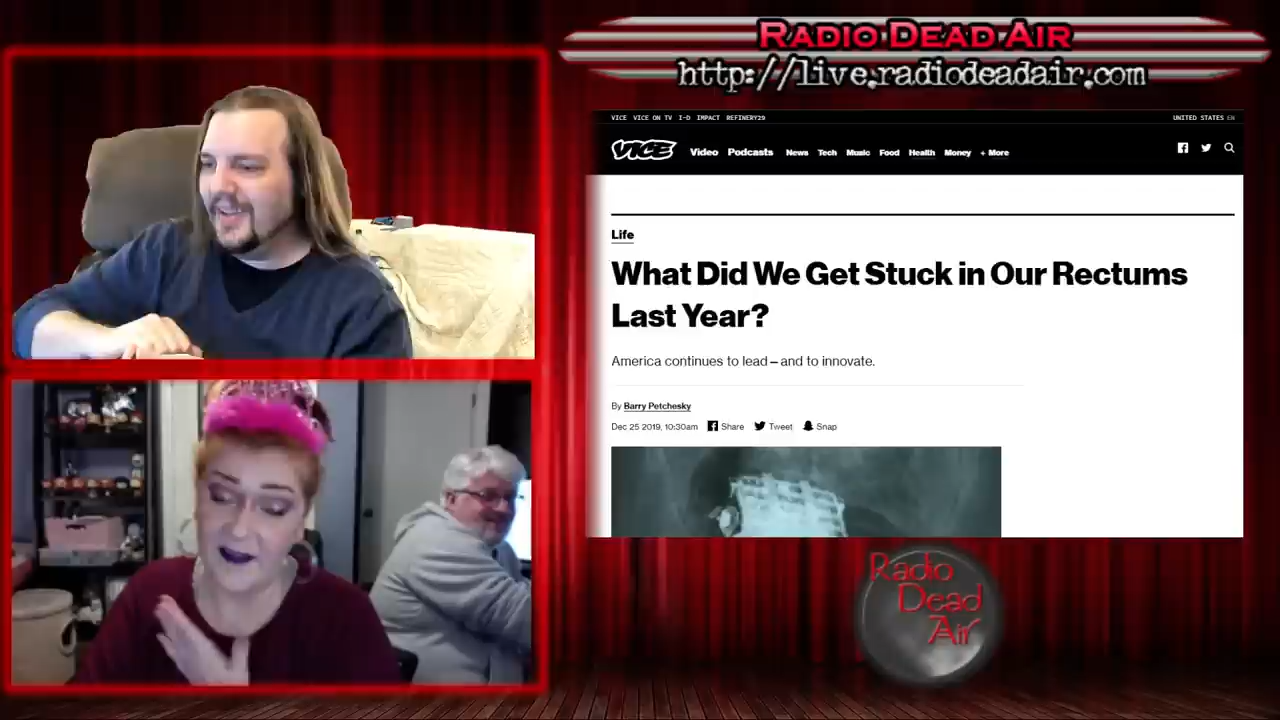 RADIO DEAD AIR
http://live.radiodeadair.com
VICE VICE ON TV I-D IMPACT REFINERY29 UNITED STATES EN
VICE Video Podcasts News Tech Music Food Health Money + More
Life
What Did We Get Stuck in Our Rectums
Last Year?
America continues to lead—and to innovate.
By Barry Petchesky
Dec 25 2019, 10:30am Share Tweet Snap
Radio
Dead
Air